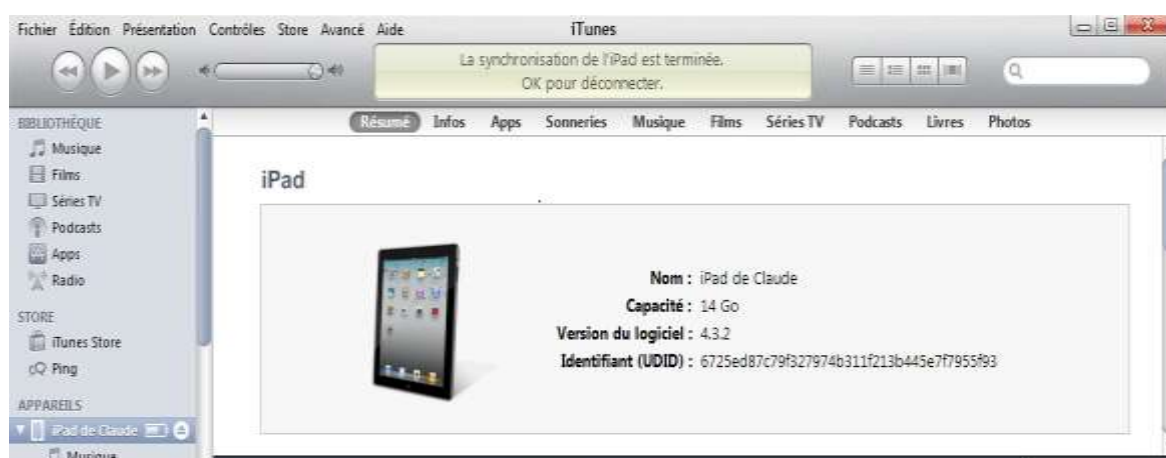 Fichier Édition Présentation Contrôles Store Avancé Aide
iTunes
La synchronisation de l'iPad est terminée.
OK pour déconnecter.
BIBLIOTHÈQUE
Musique
Films
Séries TV
Podcasts
Apps
Radio
STORE
iTunes Store
Ping
APPAREILS
iPad de Claude
Musique
Résumé Infos Apps Sonneries Musique Films Séries TV Podcasts Livres Photos
iPad
Nom : iPad de Claude
Capacité : 14 Go
Version du logiciel : 4.3.2
Identifiant (UDID) : 6725ed87c79f327974b311f213b445e7f7955f93